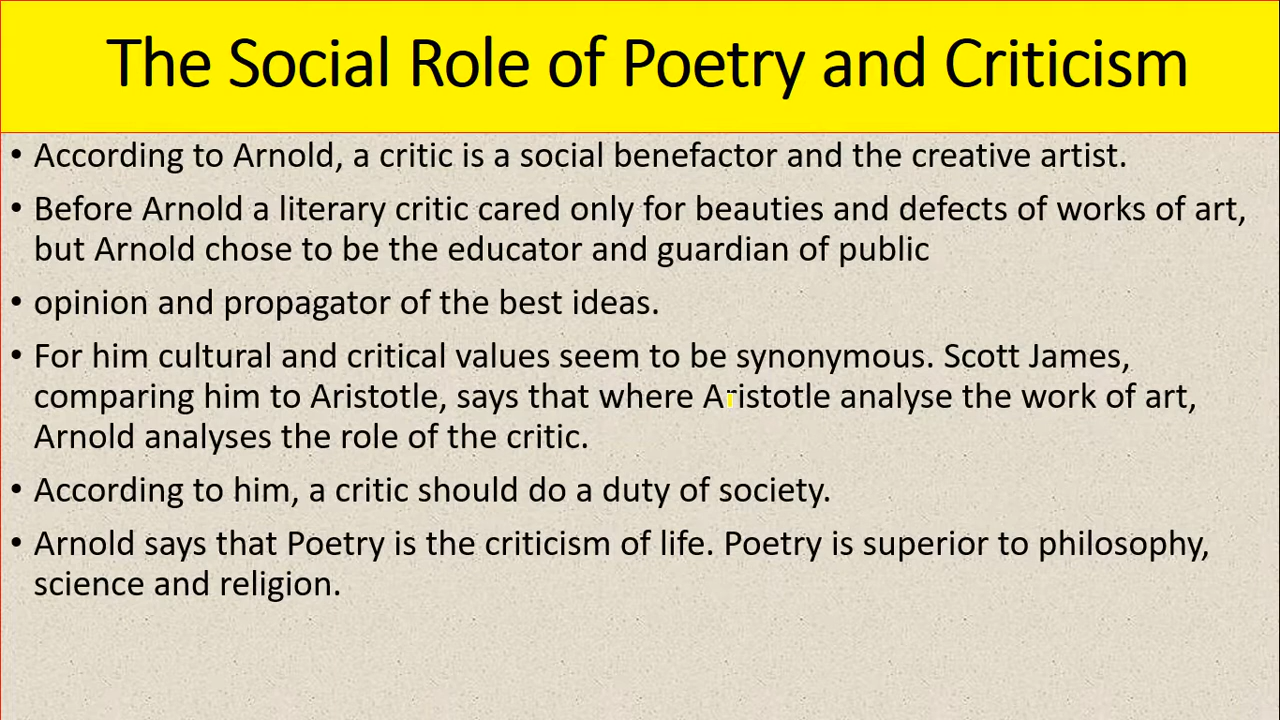 The Social Role of Poetry and Criticism
• According to Arnold, a critic is a social benefactor and the creative artist.
• Before Arnold a literary critic cared only for beauties and defects of works of art,
but Arnold chose to be the educator and guardian of public
• opinion and propagator of the best ideas.
• For him cultural and critical values seem to be synonymous. Scott James,
comparing him to Aristotle, says that where Aristotle analyse the work of art,
Arnold analyses the role of the critic.
• According to him, a critic should do a duty of society.
• Arnold says that Poetry is the criticism of life. Poetry is superior to philosophy,
science and religion.